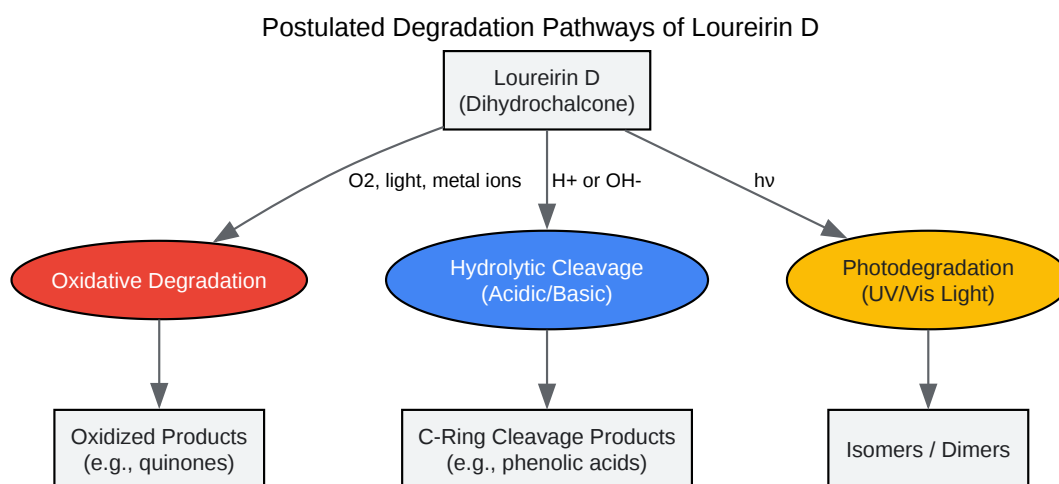 Postulated Degradation Pathways of Loureirin D
Loureirin D
(Dihydrochalcone)
O2, light, metal ions
H+ or OH-
hν
Oxidative Degradation
Hydrolytic Cleavage
(Acidic/Basic)
Photodegradation
(UV/Vis Light)
Oxidized Products
(e.g., quinones)
C-Ring Cleavage Products
(e.g., phenolic acids)
Isomers / Dimers